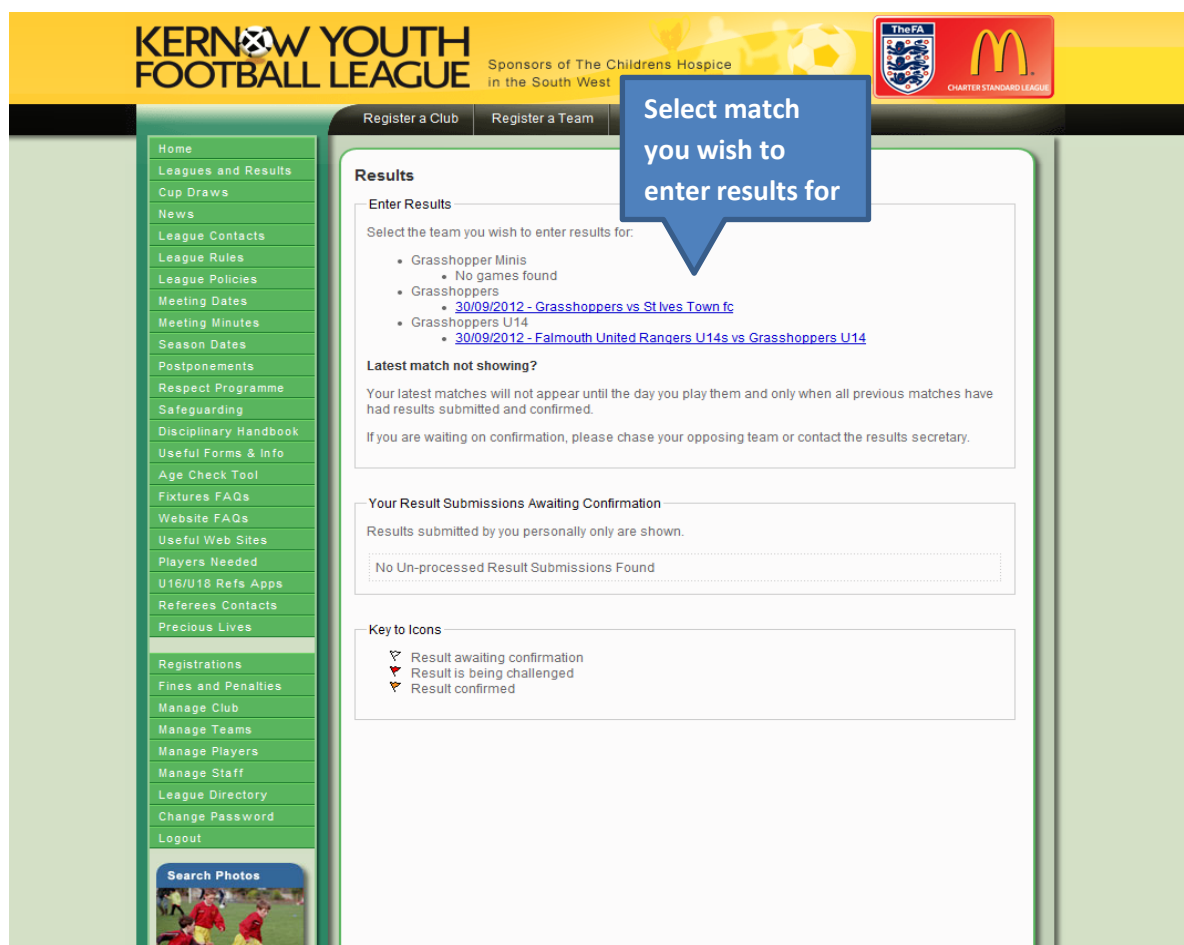 KERNOW YOUTH
FOOTBALL LEAGUE
Sponsors of The Childrens Hospice
in the South West
TheFA
CHARTER STANDARD LEAGUE
Register a Club
Register a Team
Select match
you wish to
enter results for
Home
Leagues and Results
Cup Draws
News
League Contacts
League Rules
League Policies
Meeting Dates
Meeting Minutes
Season Dates
Postponements
Respect Programme
Safeguarding
Disciplinary Handbook
Useful Forms & Info
Age Check Tool
Fixtures FAQs
Website FAQs
Useful Web Sites
Players Needed
U16/U18 Refs Apps
Referees Contacts
Precious Lives
Registrations
Fines and Penalties
Manage Club
Manage Teams
Manage Players
Manage Staff
League Directory
Change Password
Logout
Search Photos
Results
Enter Results
Select the team you wish to enter results for:
Grasshopper Minis
No games found
Grasshoppers
30/09/2012 - Grasshoppers vs St Ives Town fc
Grasshoppers U14
30/09/2012 - Falmouth United Rangers U14s vs Grasshoppers U14
Latest match not showing?
Your latest matches will not appear until the day you play them and only when all previous matches have
had results submitted and confirmed.
If you are waiting on confirmation, please chase your opposing team or contact the results secretary.
Your Result Submissions Awaiting Confirmation
Results submitted by you personally only are shown.
No Un-processed Result Submissions Found
Key to Icons
Result awaiting confirmation
Result is being challenged
Result confirmed